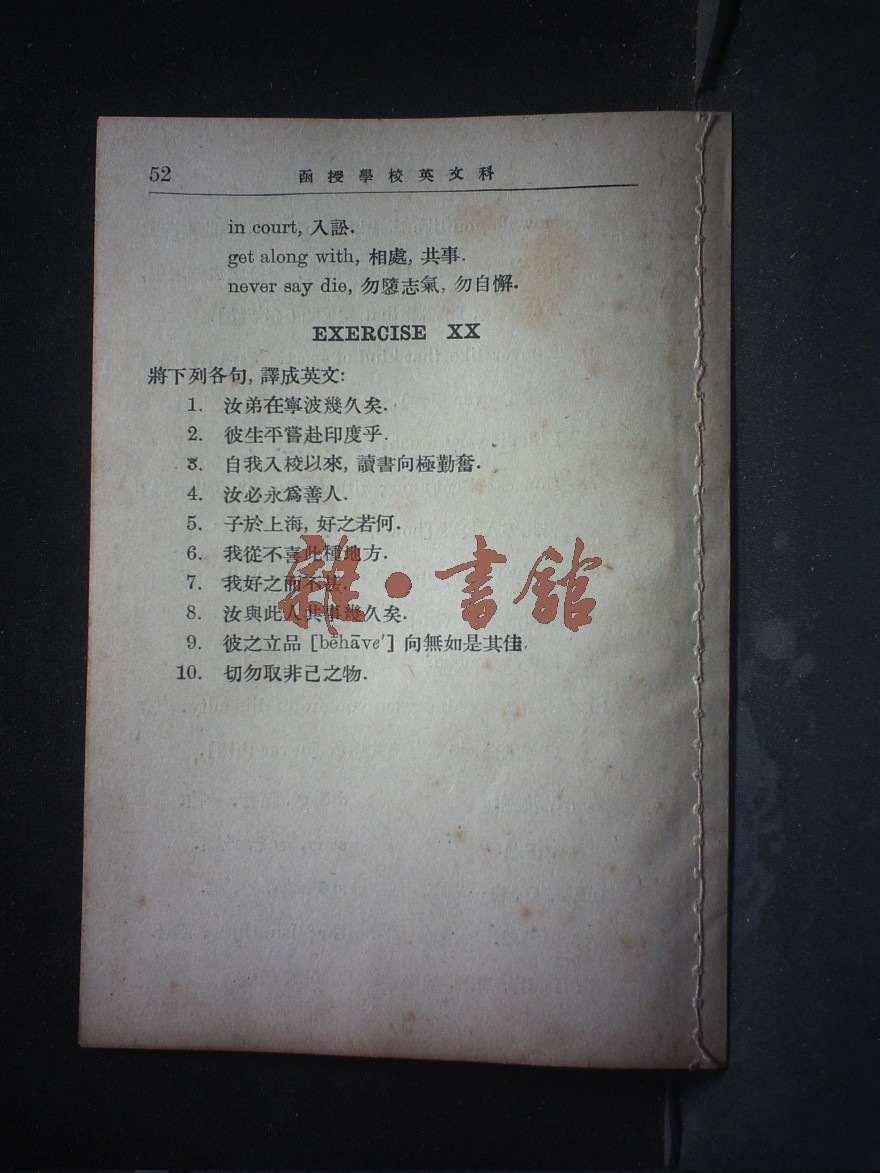 52 函授學校英文科
in court, 入訟.
get along with, 相處, 共事.
never say die, 勿隳志氣, 勿自懈.
EXERCISE XX
將下列各句, 譯成英文:
1. 汝弟在寧波幾久矣.
2. 彼生平嘗赴印度乎.
3. 自我入校以來, 讀書向極勤奮.
4. 汝必永爲善人.
5. 子於上海, 好之若何.
6. 我從不喜此種地方.
7. 我好之而不甚.
8. 汝與此人共事幾久矣.
9. 彼之立品 [bēhāve′] 向無如是其佳.
10. 切勿取非己之物.
雜·書館